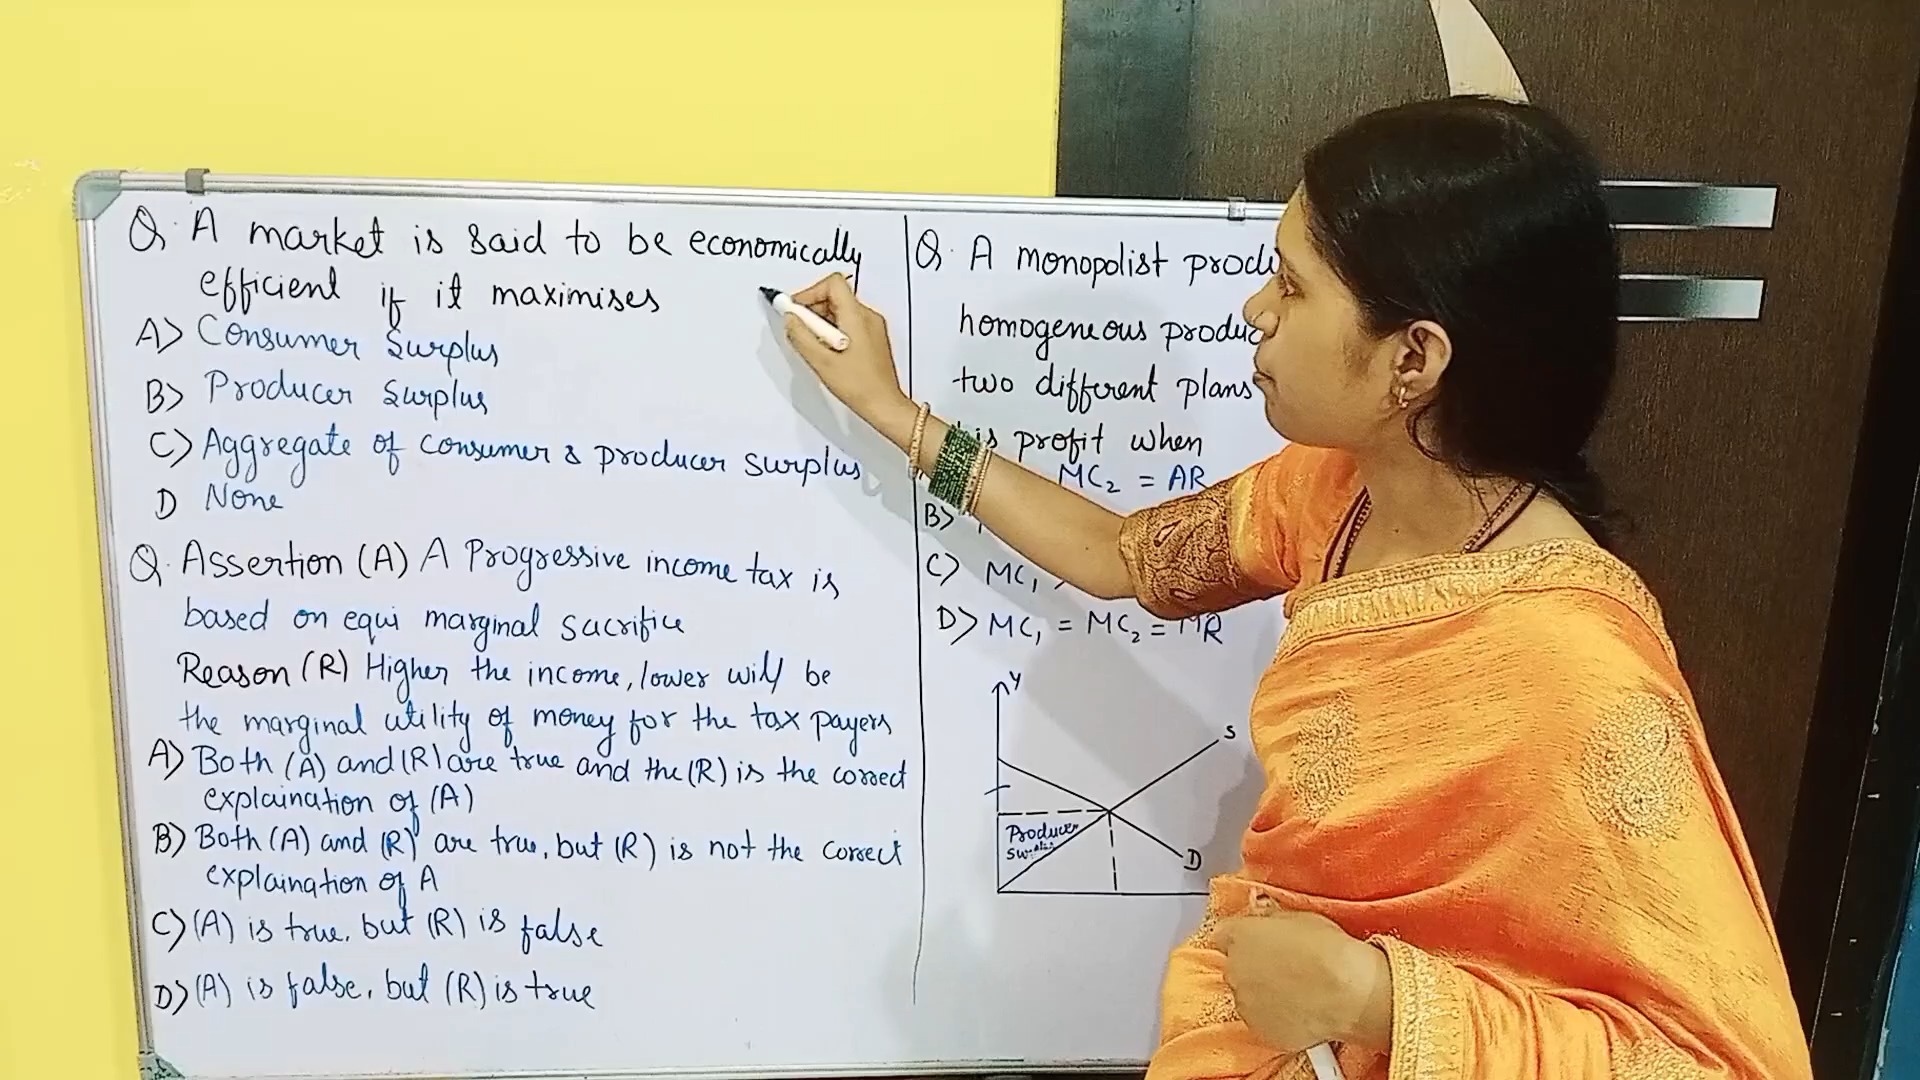 Q. A market is said to be economically
efficient if it maximises
A) Consumer Surplus
B) Producer Surplus
C) Aggregate of consumer & producer surplus
D None
Q. Assertion (A) A Progressive income tax is
based on equi marginal sacrifice
Reason (R) Higher the income, lower will be
the marginal utility of money for the tax payers
A) Both (A) and (R) are true and the (R) is the correct
explaination of (A)
B) Both (A) and (R) are true, but (R) is not the correct
explaination of A
C) (A) is true, but (R) is false
D) (A) is false, but (R) is true
Q. A monopolist
homogeneous
two different plans
profit when
MC₂ = AR
B)
C) MC₁
D) MC₁ = MC₂ = MR
Y
S
Producer
D